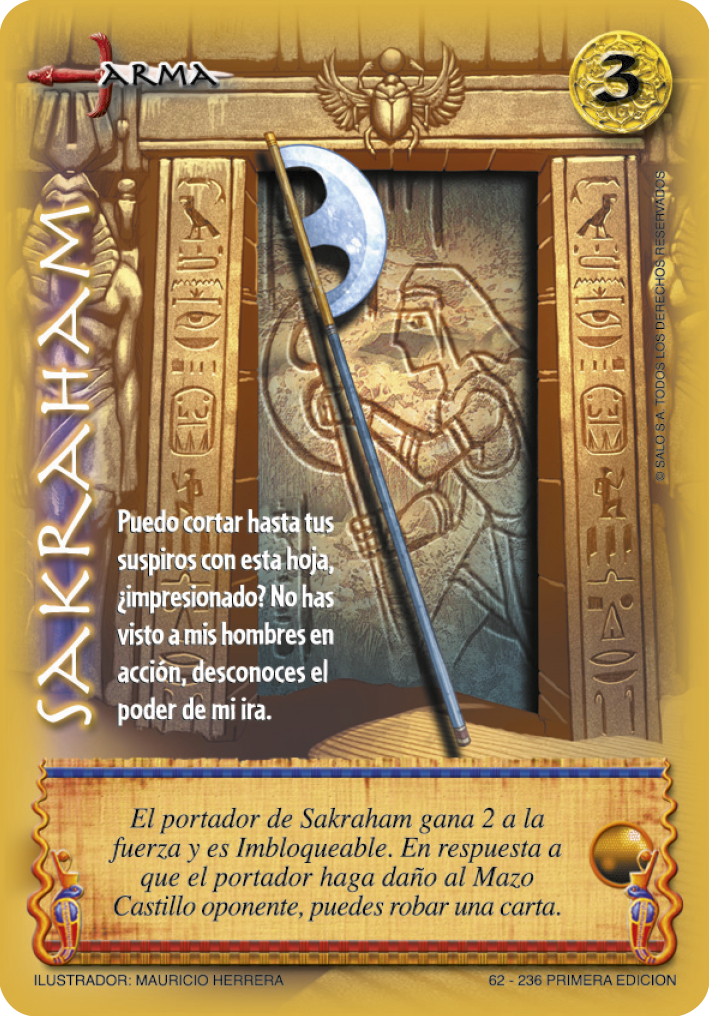 ARMA
3
SAKRAHAM
© SALO S A TODOS LOS DERECHOS RESERVADOS
Puedo cortar hasta tus
suspiros con esta hoja,
¿impresionado? No has
visto a mis hombres en
acción, desconoces el
poder de mi ira.
El portador de Sakraham gana 2 a la
fuerza y es Imbloqueable. En respuesta a
que el portador haga daño al Mazo
Castillo oponente, puedes robar una carta.
ILUSTRADOR: MAURICIO HERRERA
62 - 236 PRIMERA EDICION